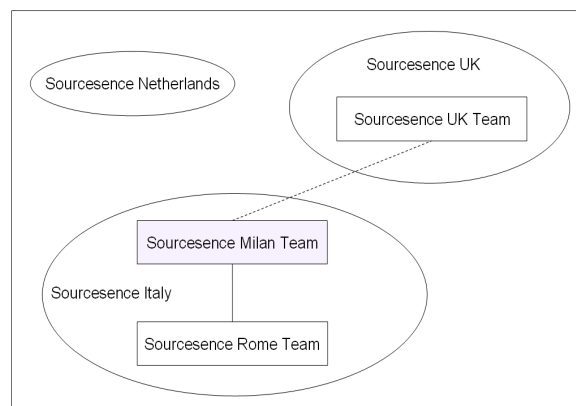 Sourcesence UK
Sourcesence Netherlands
Sourcesence UK Team
Sourcesence Milan Team
Sourcesence Italy
Sourcesence Rome Team